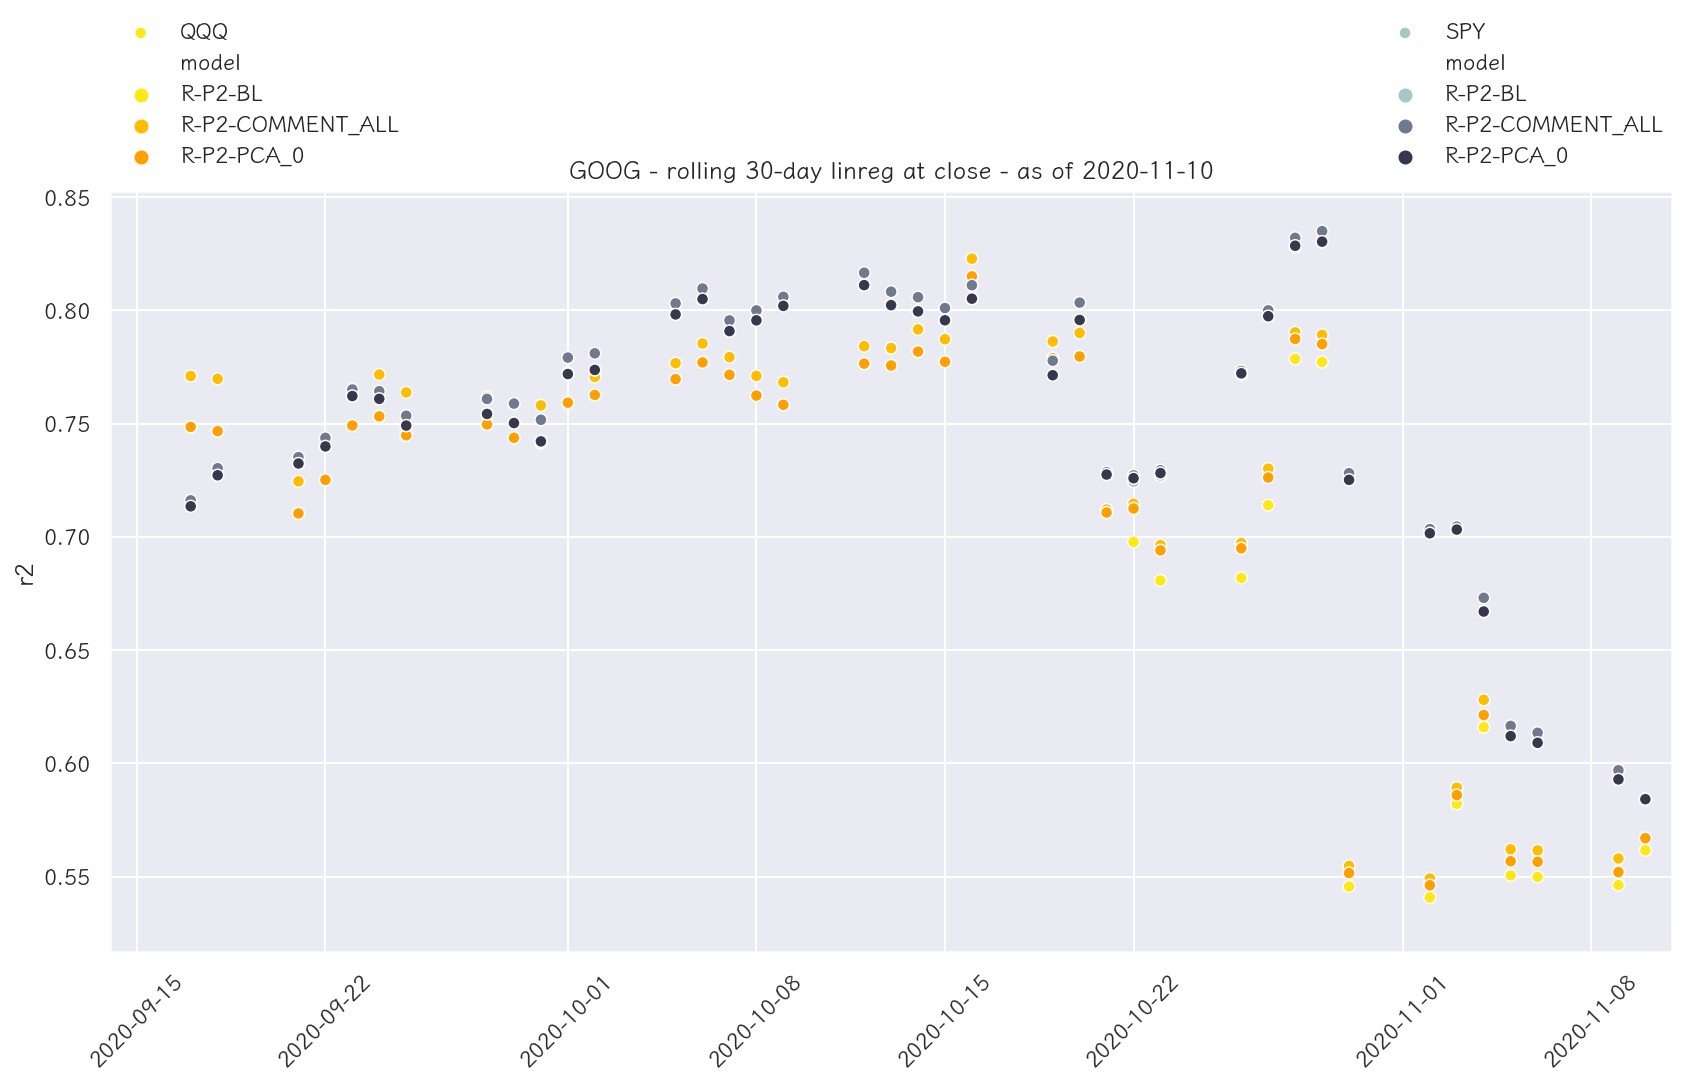 QQQ
model
R-P2-BL
R-P2-COMMENT_ALL
R-P2-PCA_0
SPY
model
R-P2-BL
R-P2-COMMENT_ALL
R-P2-PCA_0
GOOG - rolling 30-day linreg at close - as of 2020-11-10
0.85
0.80
0.75
0.70
0.65
0.60
0.55
r2
2020-09-15
2020-09-22
2020-10-01
2020-10-08
2020-10-15
2020-10-22
2020-11-01
2020-11-08